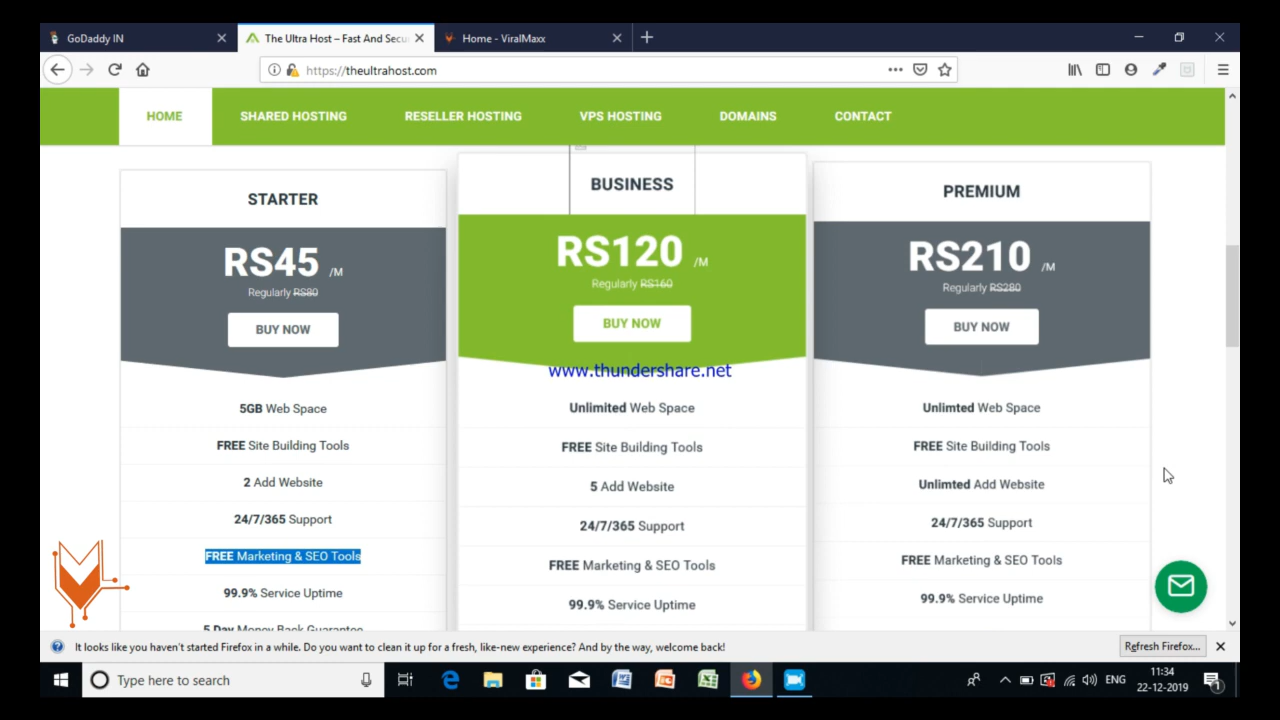 GoDaddy IN
The Ultra Host – Fast And Secu
Home - ViralMaxx
https://theultrahost.com
HOME
SHARED HOSTING
RESELLER HOSTING
VPS HOSTING
DOMAINS
CONTACT
STARTER
RS45 /M
Regularly RS80
BUY NOW
5GB Web Space
FREE Site Building Tools
2 Add Website
24/7/365 Support
FREE Marketing & SEO Tools
99.9% Service Uptime
5 Day Money Back Guarantee
BUSINESS
RS120 /M
Regularly RS160
BUY NOW
www.thundershare.net
Unlimited Web Space
FREE Site Building Tools
5 Add Website
24/7/365 Support
FREE Marketing & SEO Tools
99.9% Service Uptime
PREMIUM
RS210 /M
Regularly RS280
BUY NOW
Unlimted Web Space
FREE Site Building Tools
Unlimted Add Website
24/7/365 Support
FREE Marketing & SEO Tools
99.9% Service Uptime
It looks like you haven't started Firefox in a while. Do you want to clean it up for a fresh, like-new experience? And by the way, welcome back!
Refresh Firefox...
Type here to search
ENG
11:34
22-12-2019
1